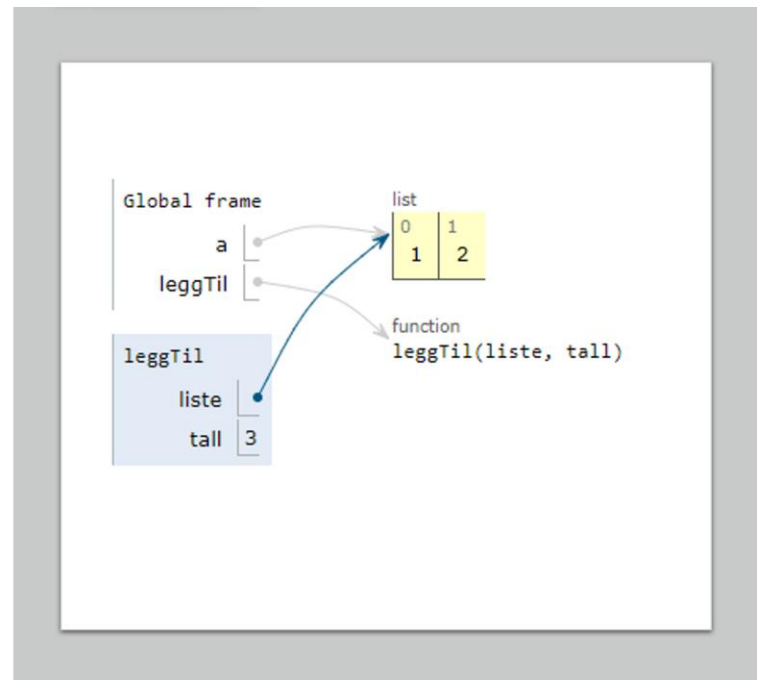 Global frame
a
leggTil
list
0 1
1 2
function
leggTil(liste, tall)
leggTil
liste
tall 3